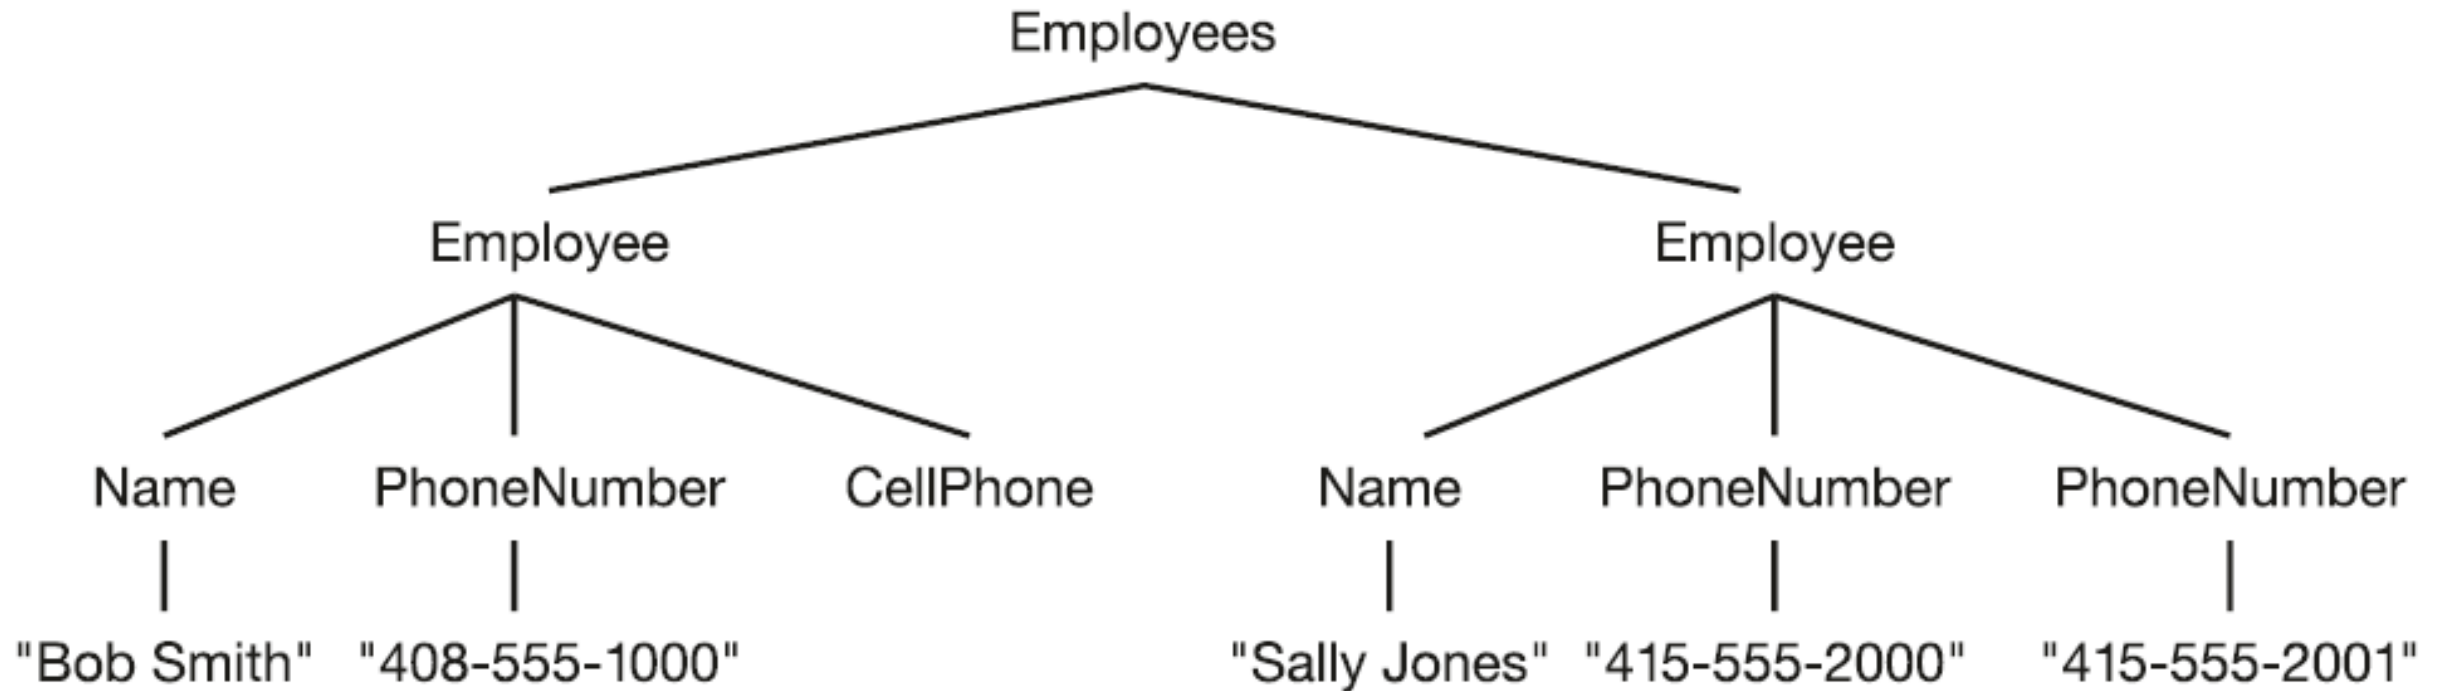 Employees
Employee Employee
Name PhoneNumber CellPhone Name PhoneNumber PhoneNumber
"Bob Smith" "408-555-1000" "Sally Jones" "415-555-2000" "415-555-2001"